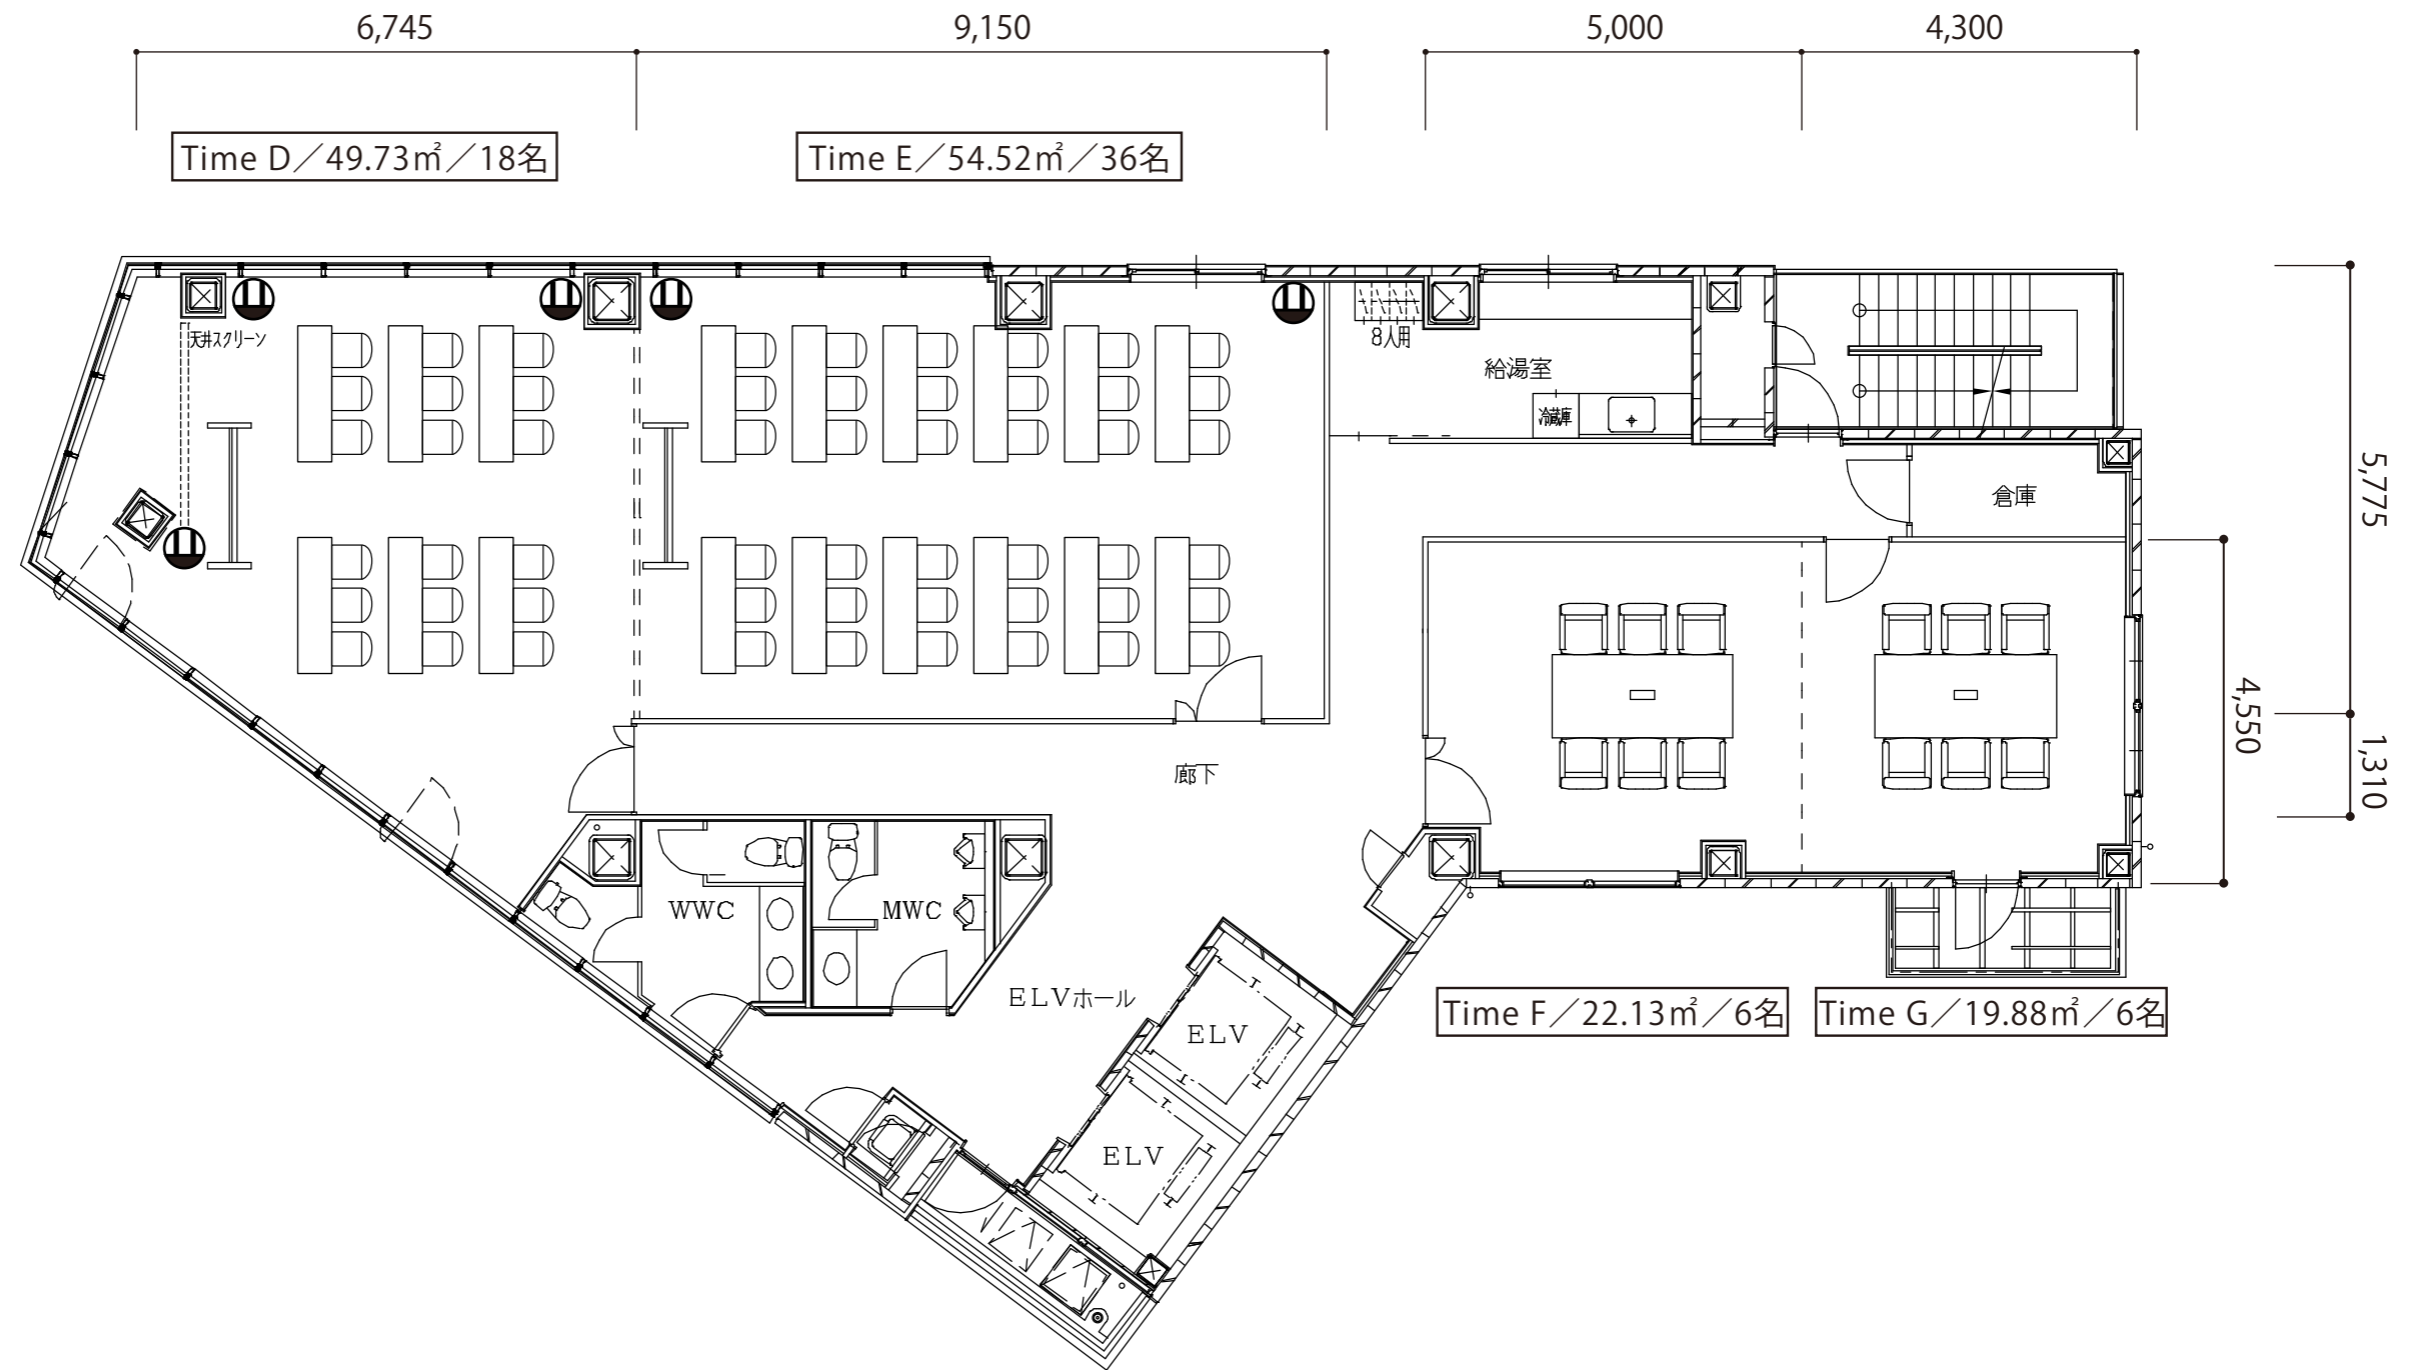 6,745
9,150
5,000
4,300
Time D／49.73㎡／18名
Time E／54.52㎡／36名
天井スクリーン
8人用
給湯室
冷蔵庫
倉庫
5,775
4,550
1,310
廊下
WWC
MWC
ELVホール
ELV
ELV
Time F／22.13㎡／6名
Time G／19.88㎡／6名